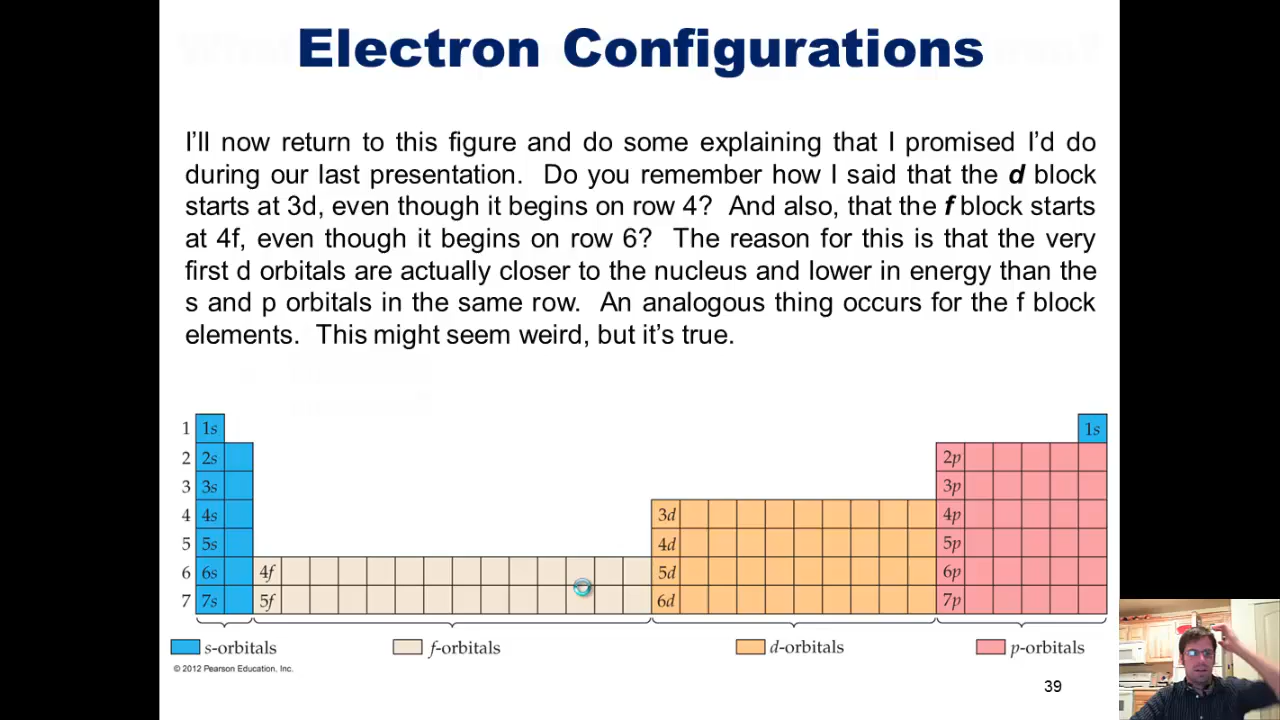 Electron Configurations
I'll now return to this figure and do some explaining that I promised I'd do
during our last presentation. Do you remember how I said that the d block
starts at 3d, even though it begins on row 4? And also, that the f block starts
at 4f, even though it begins on row 6? The reason for this is that the very
first d orbitals are actually closer to the nucleus and lower in energy than the
s and p orbitals in the same row. An analogous thing occurs for the f block
elements. This might seem weird, but it's true.
1 1s 1s
2 2s 2p
3 3s 3p
4 4s 3d 4p
5 5s 4d 5p
6 6s 4f 5d 6p
7 7s 5f 6d 7p
s-orbitals f-orbitals d-orbitals p-orbitals
© 2012 Pearson Education, Inc.
39